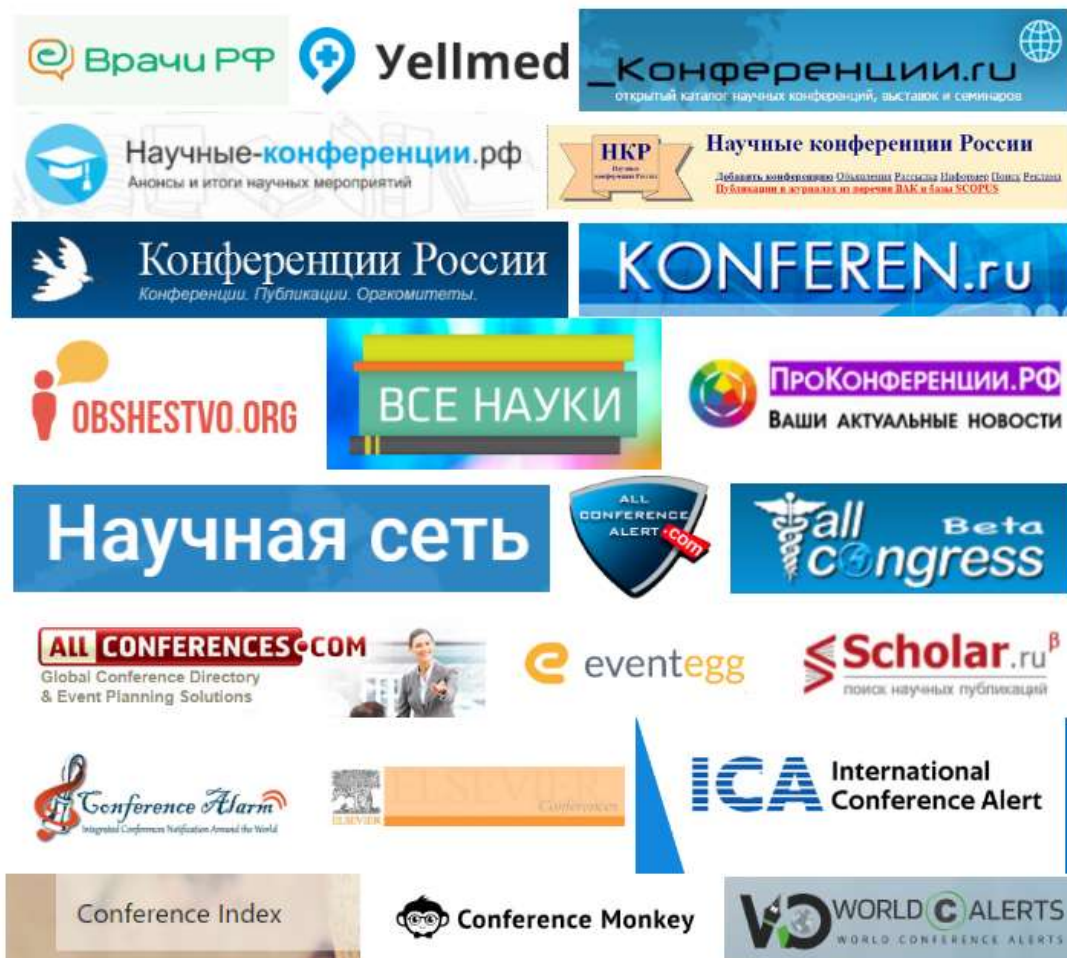 Врачи РФ
Yellmed
_Конференции.ru
открытый каталог научных конференций, выставок и семинаров
Научные-конференции.рф
Анонсы и итоги научных мероприятий
НКР
Научные
конференции России
Научные конференции России
Добавить конференцию Объявления Рассылка Информер Поиск Реклама
Публикации в журналах из перечня ВАК и базы SCOPUS
Конференции России
Конференции. Публикации. Оргкомитеты.
KONFEREN.ru
OBSHESTVO.ORG
ВСЕ НАУКИ
ПроКонференции.РФ
Ваши актуальные новости
Научная сеть
ALL
CONFERENCE
ALERT
.com
all
congress
Beta
ALL CONFERENCES.COM
Global Conference Directory
& Event Planning Solutions
eventegg
Scholar.ru β
поиск научных публикаций
Conference Alarm
Integrated Conferences Notification Around the World
ELSEVIER
ELSEVIER
Conferences
ICA
International
Conference Alert
Conference Index
Conference Monkey
WORLD C ALERTS
WORLD CONFERENCE ALERTS